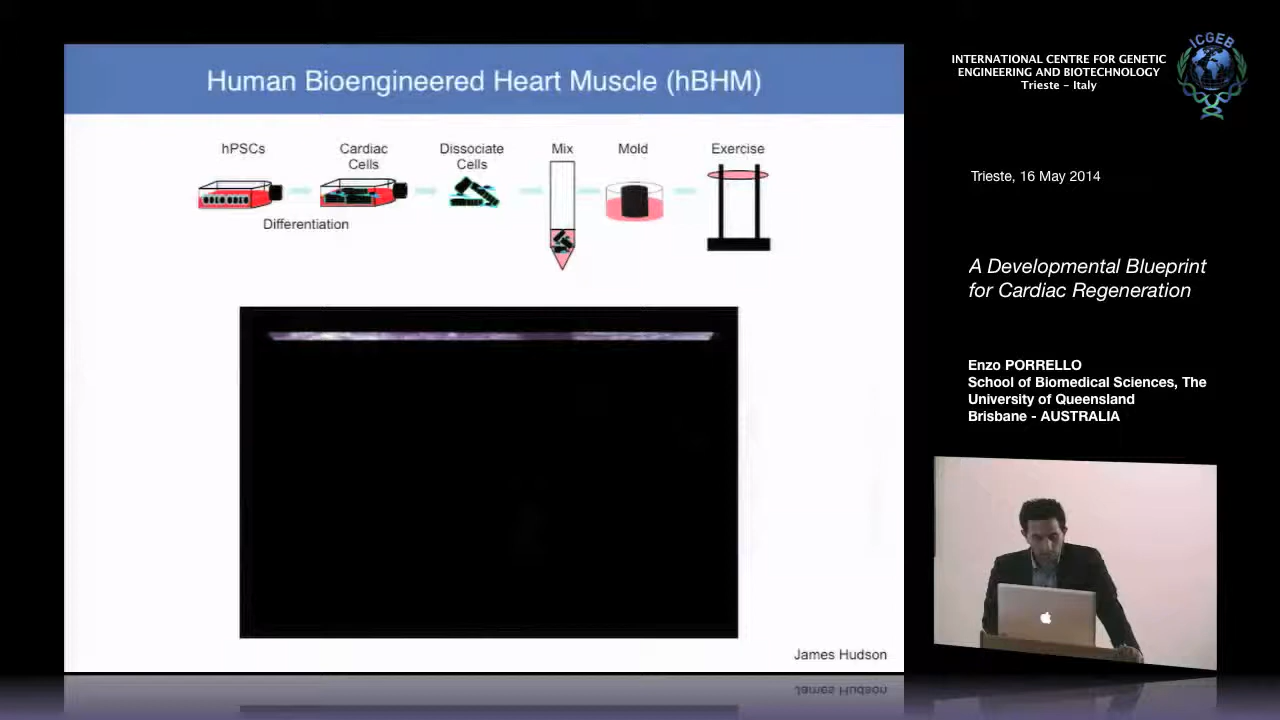 Human Bioengineered Heart Muscle (hBHM)
hPSCs
Cardiac
Cells
Dissociate
Cells
Mix
Mold
Exercise
Differentiation
James Hudson
James Hudson
INTERNATIONAL CENTRE FOR GENETIC
ENGINEERING AND BIOTECHNOLOGY
Trieste - Italy
ICGEB
Trieste, 16 May 2014
A Developmental Blueprint
for Cardiac Regeneration
Enzo PORRELLO
School of Biomedical Sciences, The
University of Queensland
Brisbane - AUSTRALIA